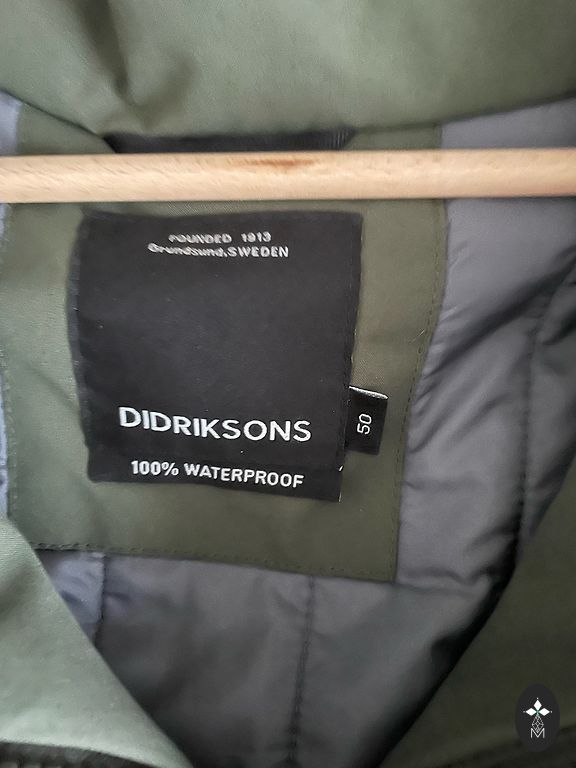 FOUNDED 1913
Grundsund, SWEDEN
DIDRIKSONS
50
100% WATERPROOF
M